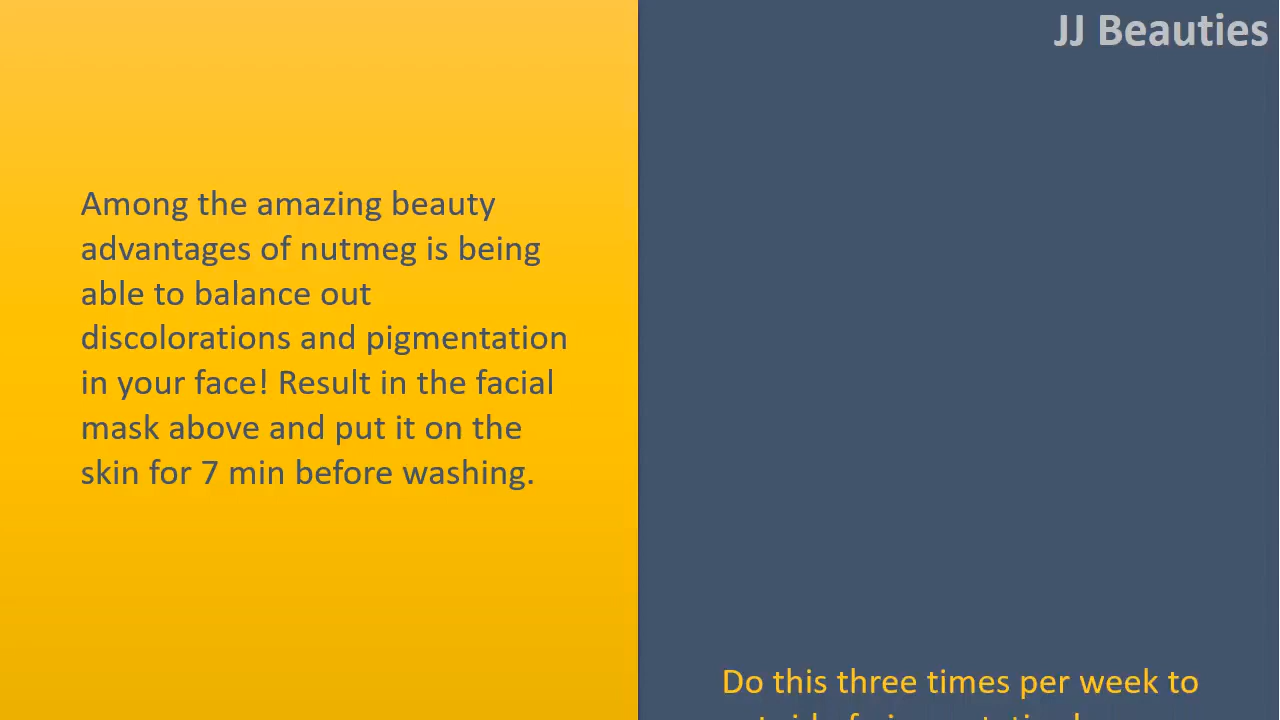 JJ Beauties
Among the amazing beauty
advantages of nutmeg is being
able to balance out
discolorations and pigmentation
in your face! Result in the facial
mask above and put it on the
skin for 7 min before washing.
Do this three times per week to